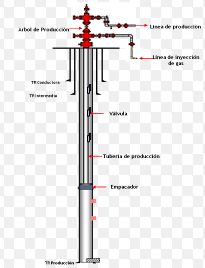 Arbol de Producción
Línea de producción
Línea de inyección
de gas
TR Conductora
TR Intermedia
Válvula
Tubería de producción
Empacador
TR Producción